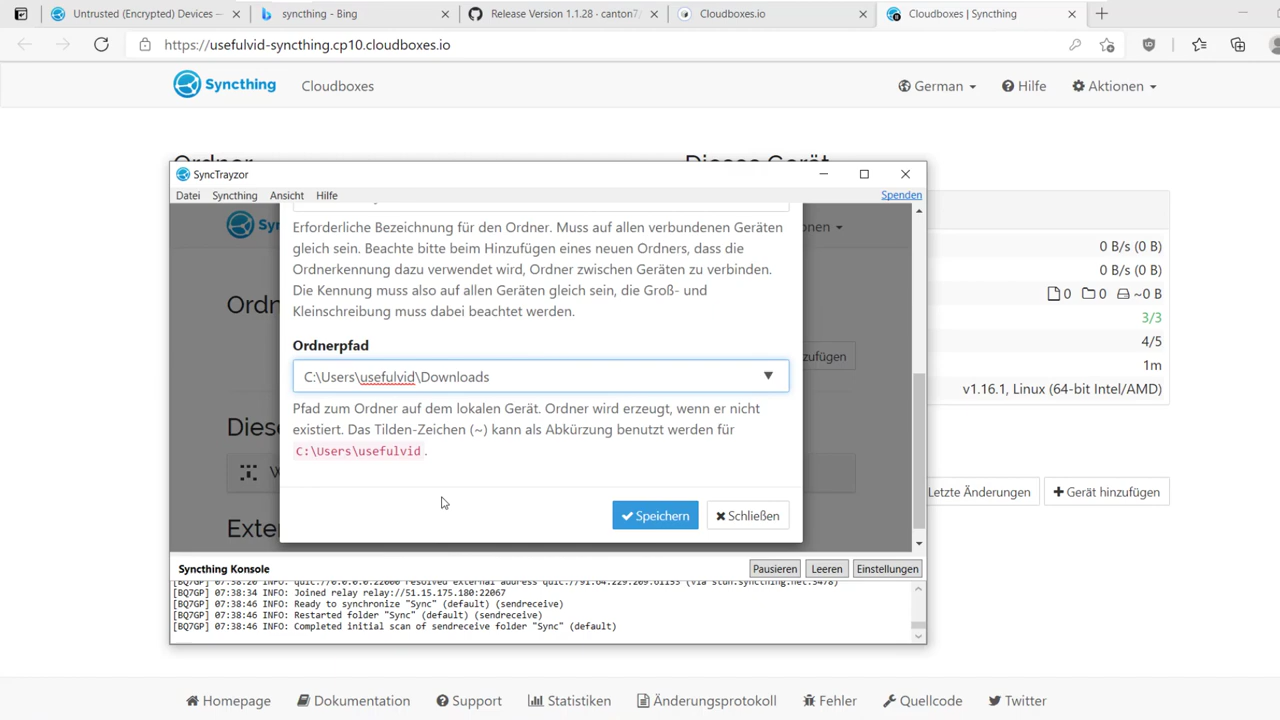 Untrusted (Encrypted) Devices —
syncthing - Bing
Release Version 1.1.28 · canton7/
Cloudboxes.io
Cloudboxes | Syncthing
https://usefulvid-syncthing.cp10.cloudboxes.io
Syncthing
Cloudboxes
German
Hilfe
Aktionen
Ordner
Dieses Gerät
SyncTrayzor
Datei Syncthing Ansicht Hilfe
Spenden
Erforderliche Bezeichnung für den Ordner. Muss auf allen verbundenen Geräten
gleich sein. Beachte bitte beim Hinzufügen eines neuen Ordners, dass die
Ordnerkennung dazu verwendet wird, Ordner zwischen Geräten zu verbinden.
Die Kennung muss also auf allen Geräten gleich sein, die Groß- und
Kleinschreibung muss dabei beachtet werden.
Ordnerpfad
C:\Users\usefulvid\Downloads
Pfad zum Ordner auf dem lokalen Gerät. Ordner wird erzeugt, wenn er nicht
existiert. Das Tilden-Zeichen (~) kann als Abkürzung benutzt werden für
C:\Users\usefulvid.
Speichern
Schließen
0 B/s (0 B)
0 B/s (0 B)
0 0 ~0 B
3/3
4/5
1m
v1.16.1, Linux (64-bit Intel/AMD)
Letzte Änderungen
Gerät hinzufügen
Syncthing Konsole
Pausieren Leeren Einstellungen
[BQ7GP] 07:38:34 INFO: Joined relay relay://51.15.175.180:22067
[BQ7GP] 07:38:46 INFO: Ready to synchronize "Sync" (default) (sendreceive)
[BQ7GP] 07:38:46 INFO: Restarted folder "Sync" (default) (sendreceive)
[BQ7GP] 07:38:46 INFO: Completed initial scan of sendreceive folder "Sync" (default)
Homepage Dokumentation Support Statistiken Änderungsprotokoll Fehler Quellcode Twitter